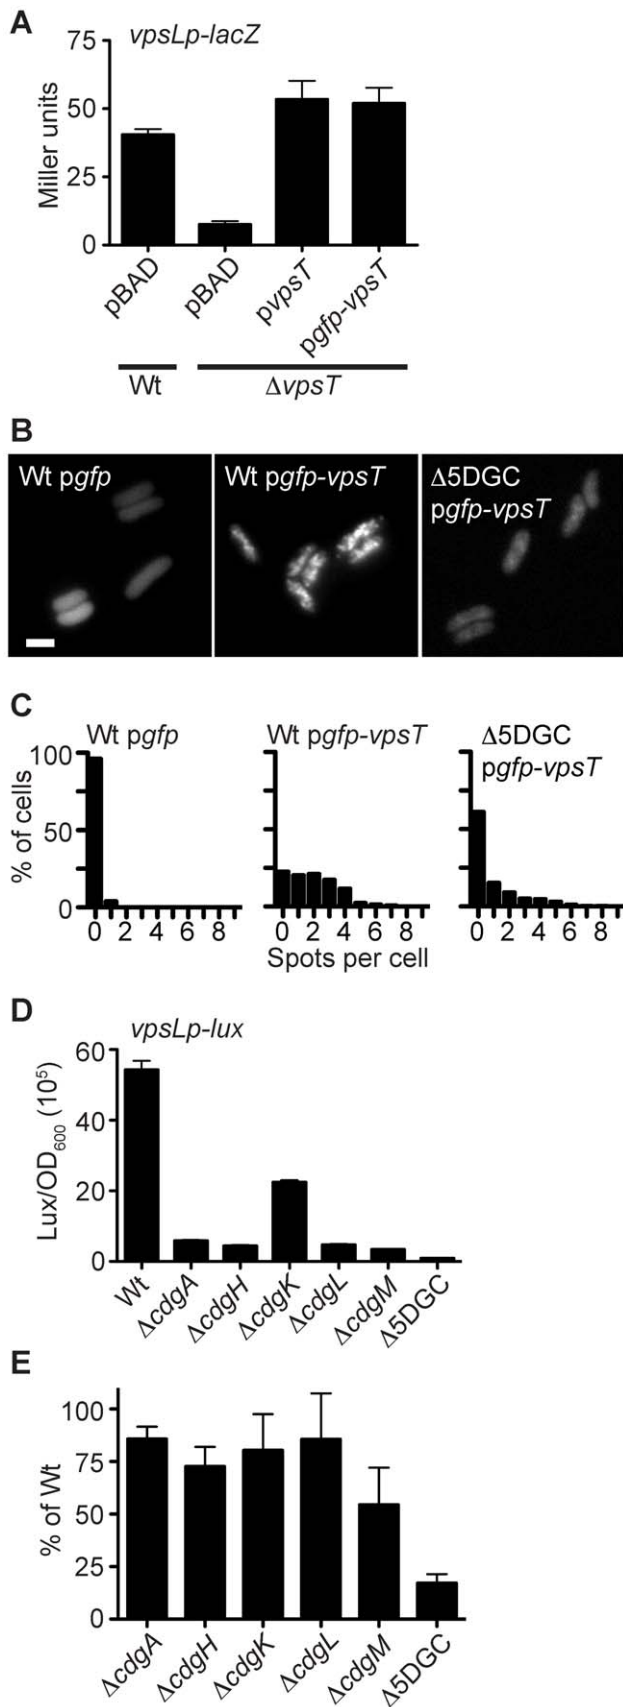 A
vpsLp-lacZ
75
50
25
0
Miller units
pBAD
pBAD
pvpsT
pgfp-vpsT
Wt
ΔvpsT
B
Wt pgfp
Wt pgfp-vpsT
Δ5DGC
pgfp-vpsT
C
Wt pgfp
Wt pgfp-vpsT
Δ5DGC
pgfp-vpsT
100
50
0
% of cells
0 2 4 6 8
0 2 4 6 8
0 2 4 6 8
Spots per cell
D
vpsLp-lux
60
40
20
0
Lux/OD₆₀₀ (10⁵)
Wt
ΔcdgA
ΔcdgH
ΔcdgK
ΔcdgL
ΔcdgM
Δ5DGC
E
100
75
50
25
0
% of Wt
ΔcdgA
ΔcdgH
ΔcdgK
ΔcdgL
ΔcdgM
Δ5DGC